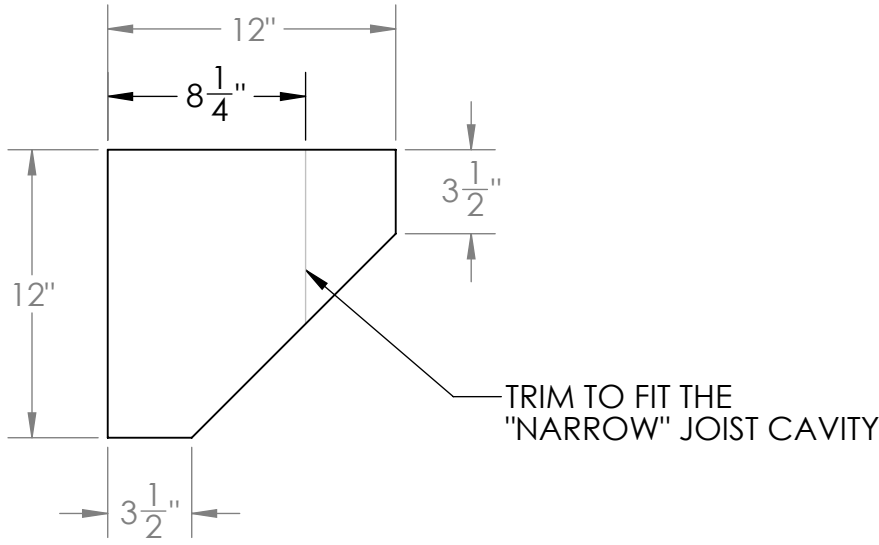 12"
8 1/4"
3 1/2"
12"
TRIM TO FIT THE
"NARROW" JOIST CAVITY
3 1/2"